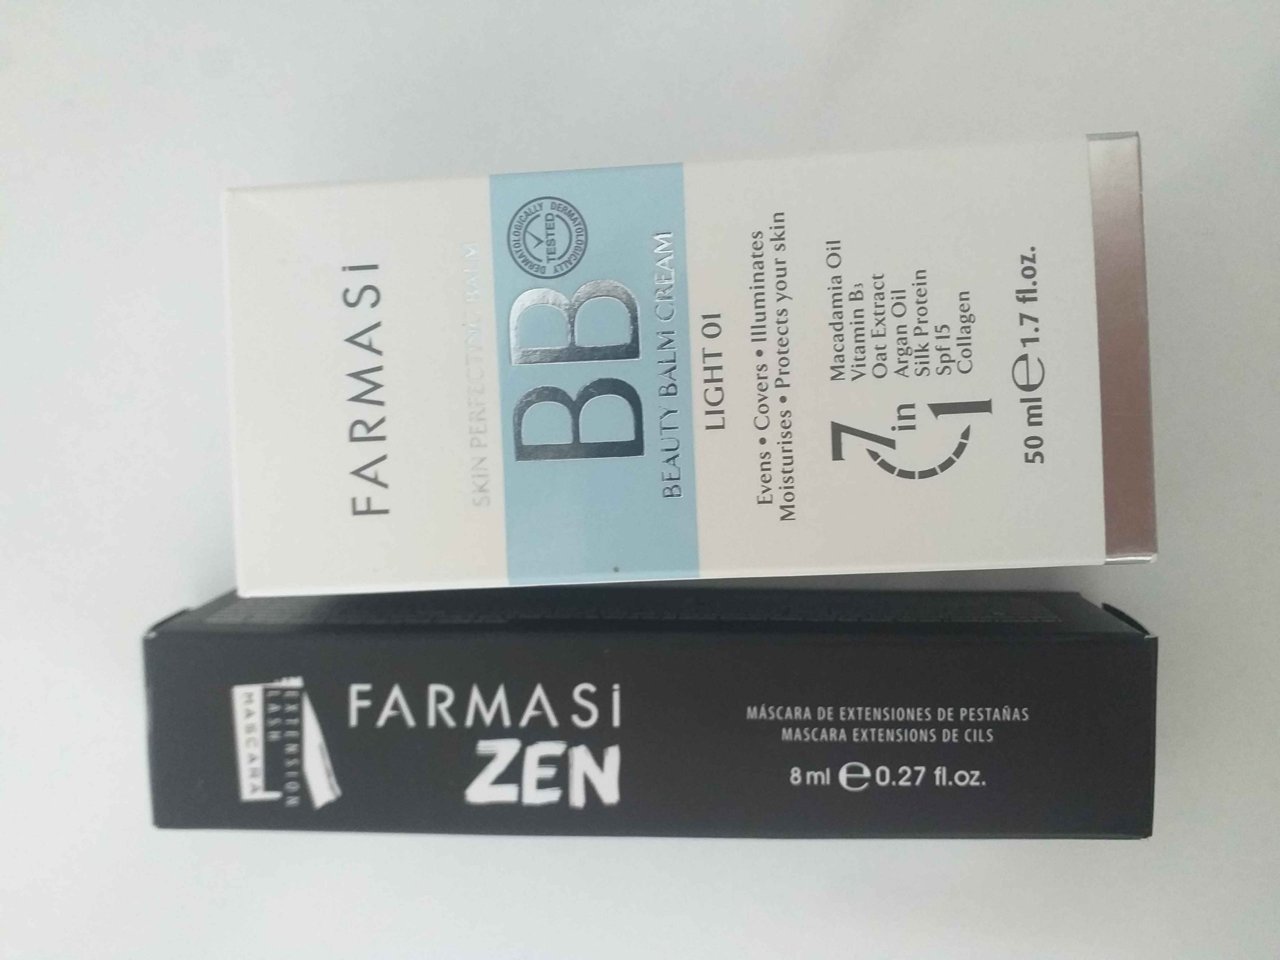 FARMASi
SKIN PERFECTING BALM
BB
DERMATOLOGICALLY
TESTED
DERMATOLOGICALLY
BEAUTY BALM CREAM
LIGHT 01
Evens • Covers • Illuminates
Moisturises • Protects your skin
7 in 1
Macadamia Oil
Vitamin B3
Oat Extract
Argan Oil
Silk Protein
Spf 15
Collagen
50 ml ℮ 1.7 fl.oz.
EXTENSION
LASH
MASCARA
FARMASi
ZEN
MÁSCARA DE EXTENSIONES DE PESTAÑAS
MASCARA EXTENSIONS DE CILS
8 ml ℮ 0.27 fl.oz.